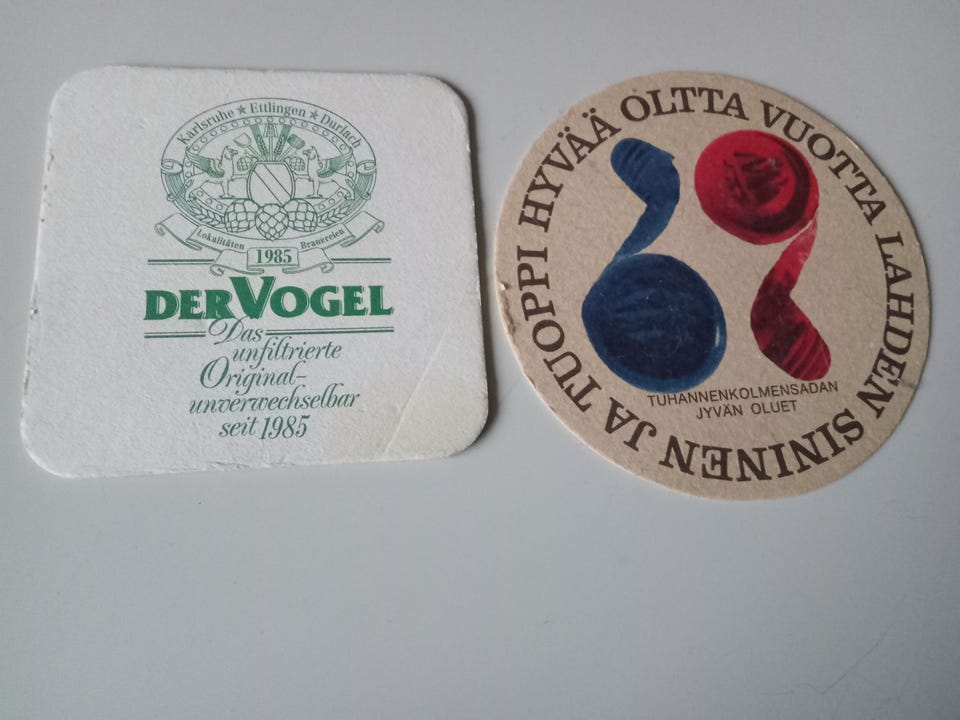 Karlsruhe ★ Ettlingen ★ Durlach
Lokalitäten Brauereien
1985
DER VOGEL
Das
unfiltrierte
Original-
unverwechselbar
seit 1985
TUOPPI HYVÄÄ OLTTA VUOTTA LAHDEN SININEN JA
69
TUHANNENKOLMENSADAN
JYVÄN OLUET